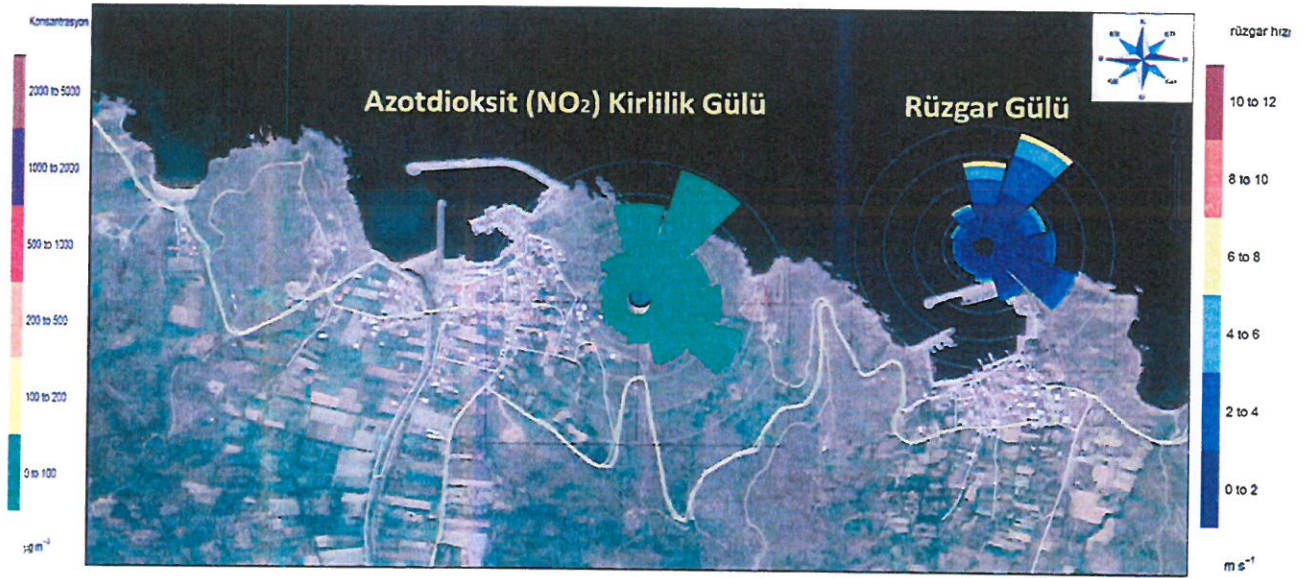 Konsantrasyon
2000 to 5000
1000 to 2000
500 to 1000
200 to 500
100 to 200
0 to 100
µg m⁻³
Azotdioksit (NO₂) Kirlilik Gülü
Rüzgar Gülü
rüzgar hızı
10 to 12
8 to 10
6 to 8
4 to 6
2 to 4
0 to 2
m s⁻¹